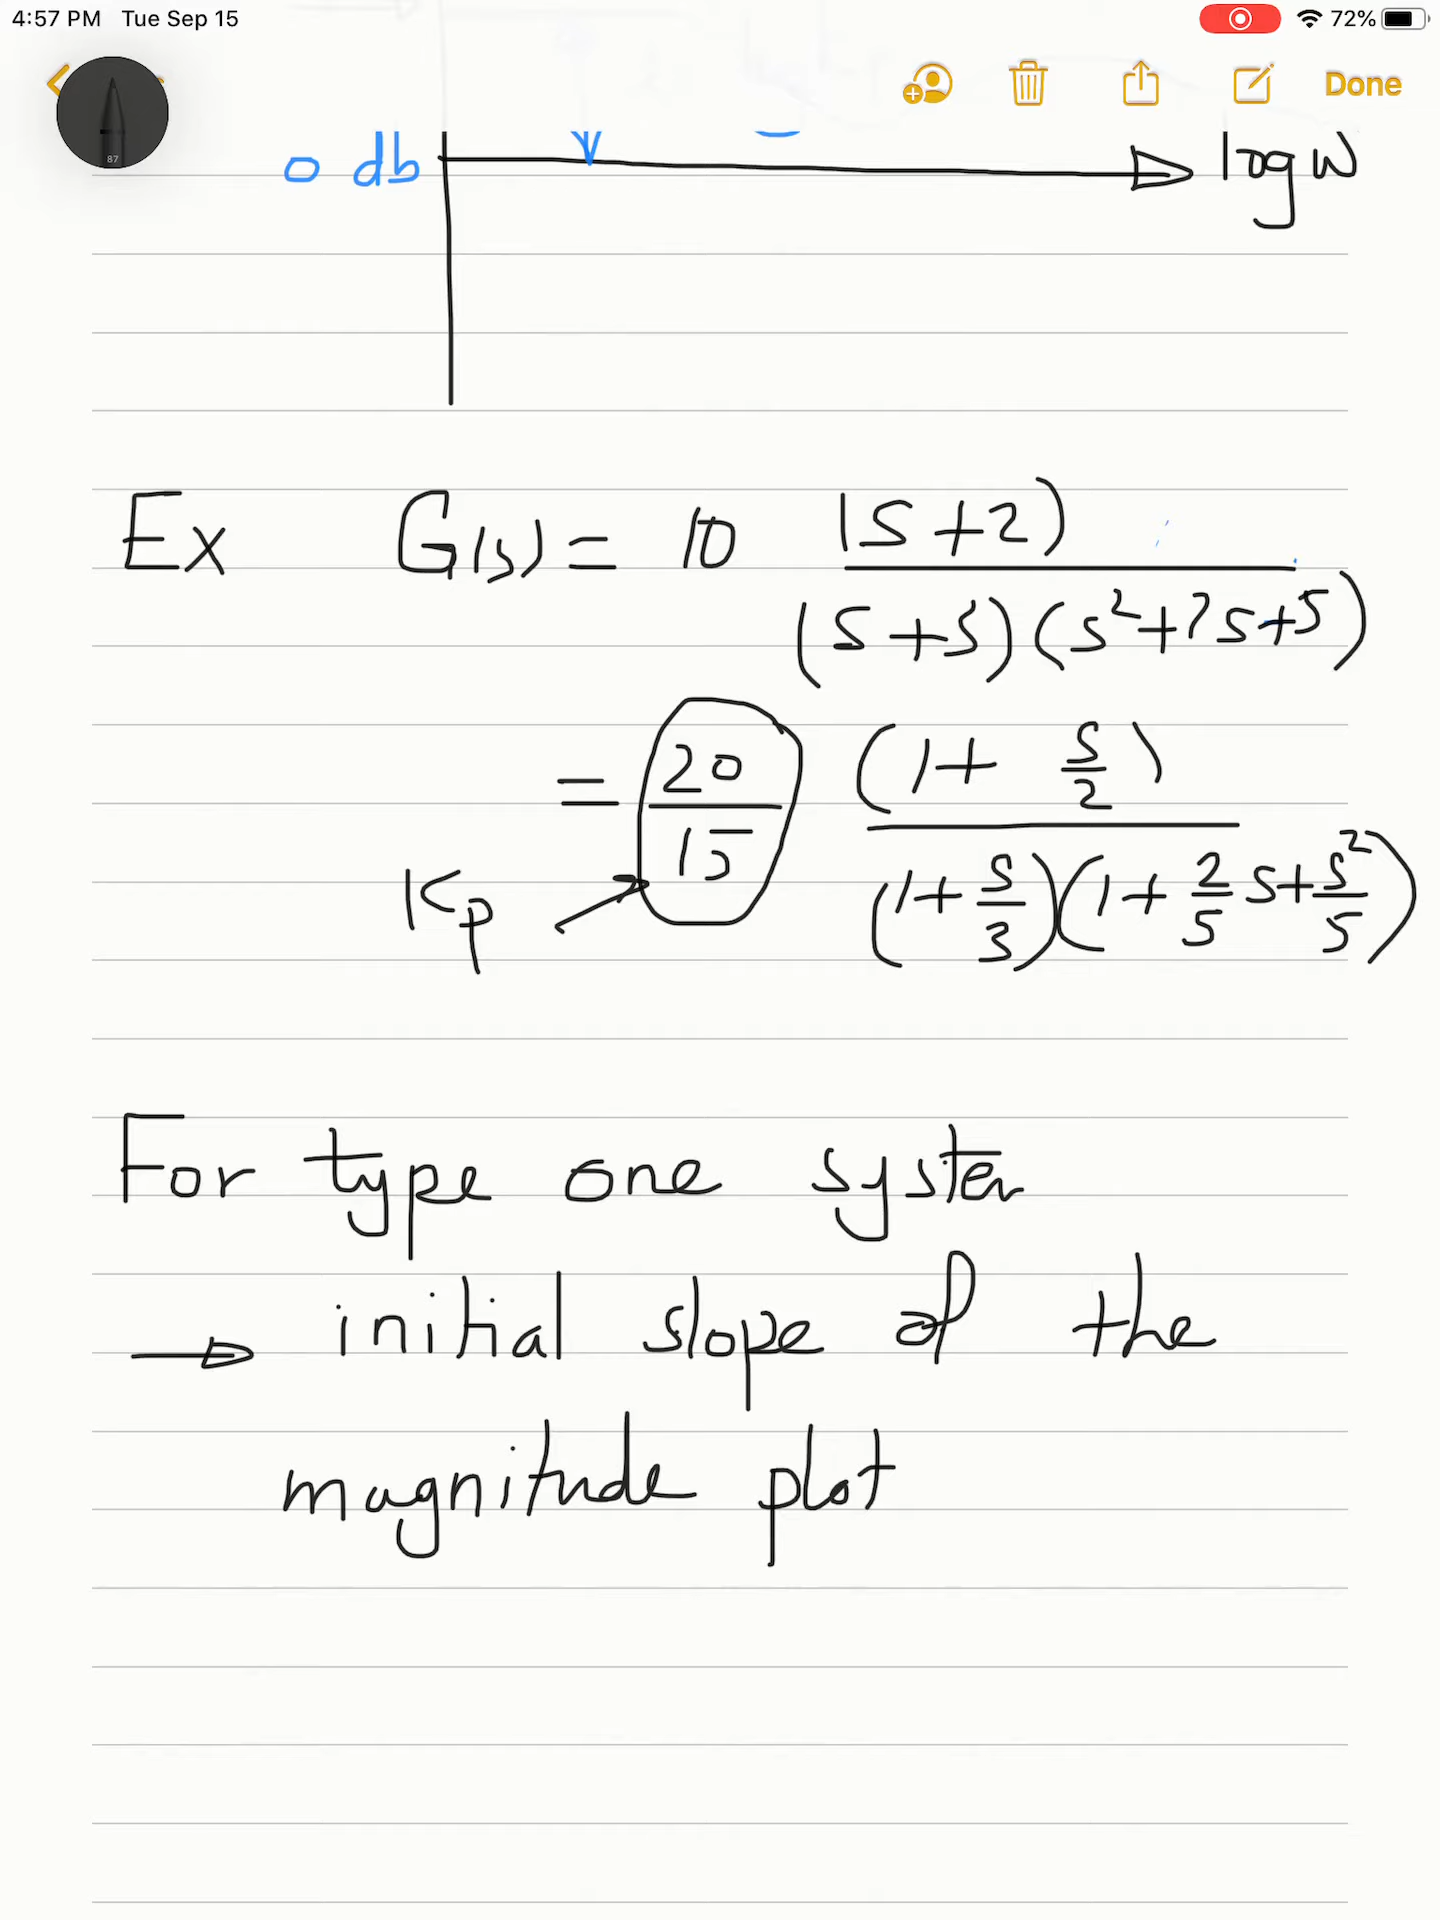 4:57 PM Tue Sep 15
72%
Done
87
0 db
log w
Ex G(s) = 10 (s+2)
(s+3)(s²+2s+5)
= 20/15 (1+ s/2)
(1+ s/3)(1+ 2/5 s+ s²/5)
Kp
For type one system
initial slope of the
magnitude plot